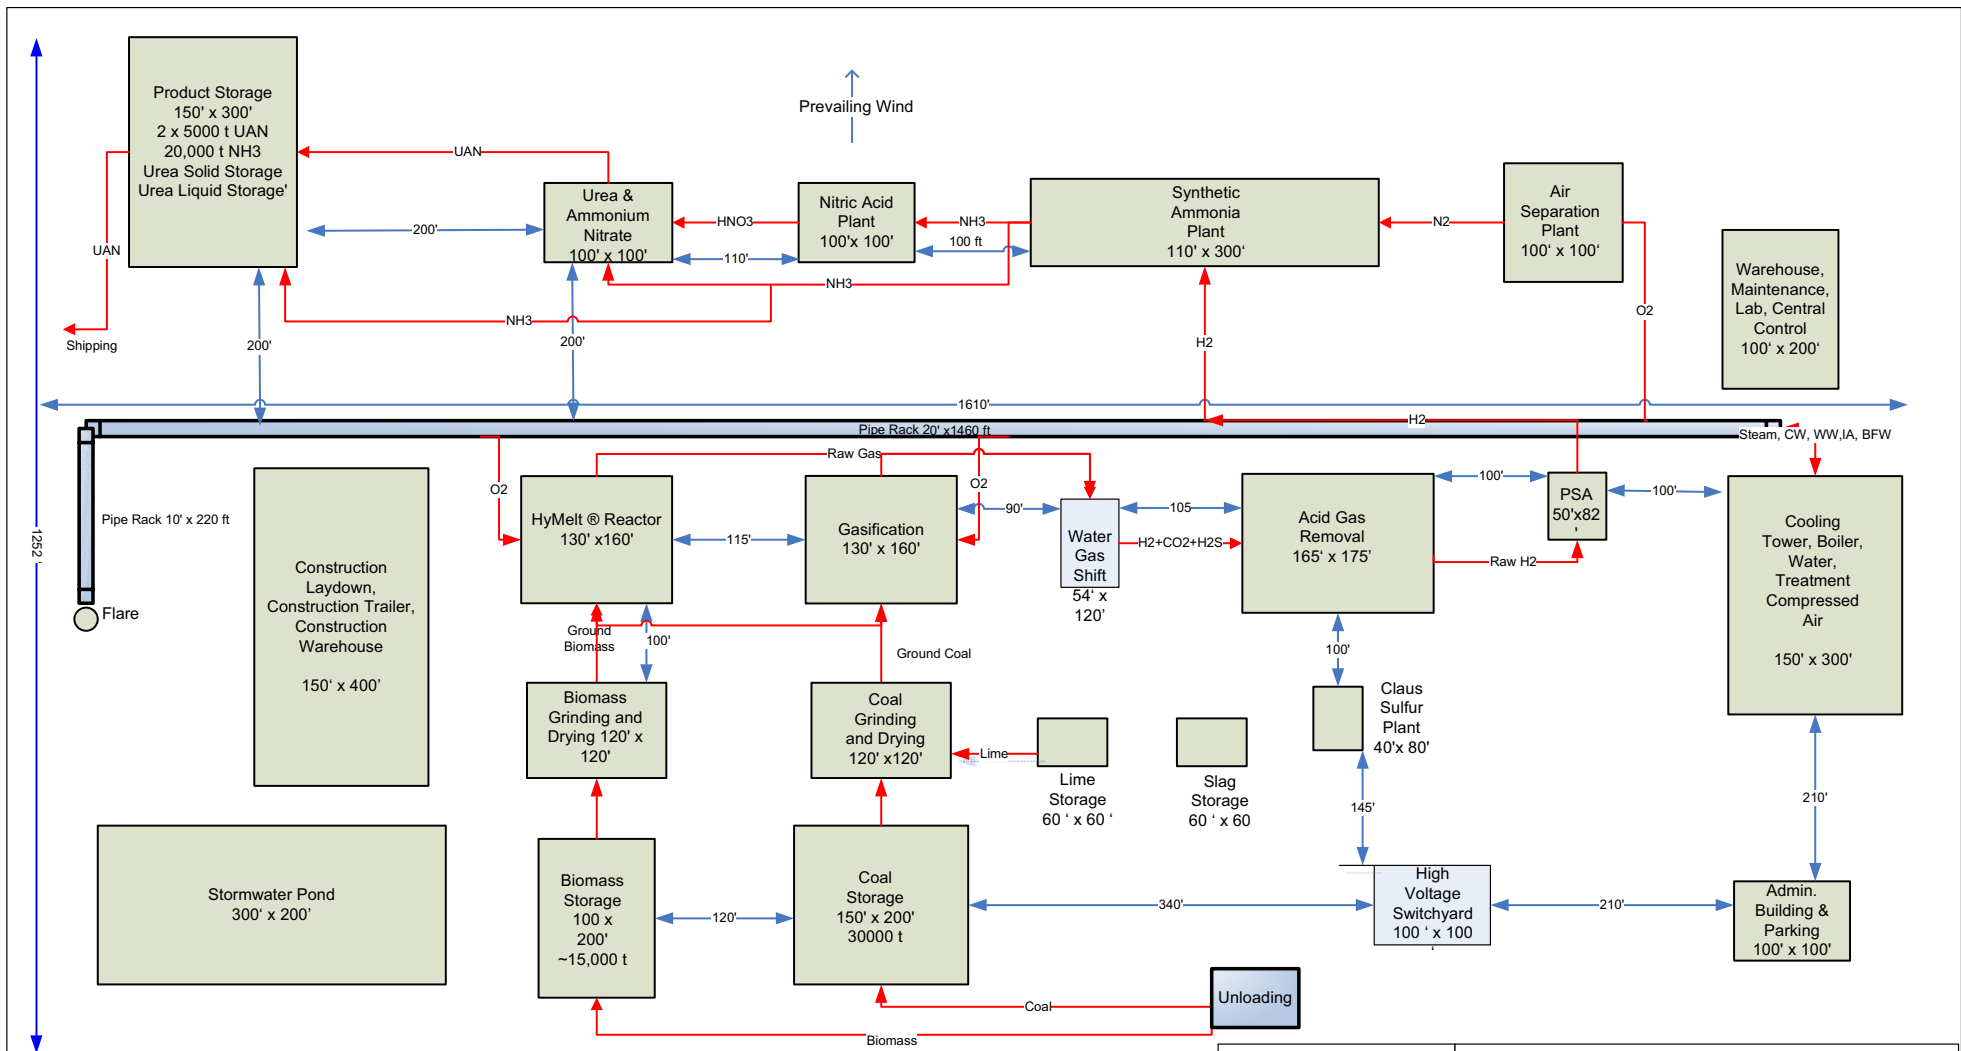 Product Storage
150' x 300'
2 x 5000 t UAN
20,000 t NH3
Urea Solid Storage
Urea Liquid Storage'
Prevailing Wind
UAN
Urea &
Ammonium
Nitrate
100' x 100'
HNO3
Nitric Acid
Plant
100'x 100'
NH3
100 ft
Synthetic
Ammonia
Plant
110' x 300‘
N2
Air
Separation
Plant
100‘ x 100‘
Warehouse,
Maintenance,
Lab, Central
Control
100‘ x 200‘
O2
UAN
200'
110'
NH3
NH3
Shipping
200'
200'
H2
1610'
H2
Pipe Rack 20' x1460 ft
Steam, CW, WW,IA, BFW
1252'
Pipe Rack 10' x 220 ft
Flare
Raw Gas
O2
O2
HyMelt ® Reactor
130' x160'
115'
Gasification
130' x 160'
90'
Water
Gas
Shift
54‘ x
120’
105
H2+CO2+H2S
Acid Gas
Removal
165‘ x 175’
100'
PSA
50'x82
'
100'
Raw H2
Cooling
Tower, Boiler,
Water,
Treatment
Compressed
Air
150' x 300'
Construction
Laydown,
Construction Trailer,
Construction
Warehouse
150‘ x 400’
Ground
Biomass
100'
Ground Coal
100'
Biomass
Grinding and
Drying 120' x
120'
Coal
Grinding
and Drying
120' x120'
Lime
Lime
Storage
60 ‘ x 60 ‘
Slag
Storage
60 ‘ x 60
Claus
Sulfur
Plant
40'x 80'
145'
210'
Stormwater Pond
300‘ x 200’
Biomass
Storage
100 x
200'
~15,000 t
120'
Coal
Storage
150' x 200'
30000 t
340'
High
Voltage
Switchyard
100 ‘ x 100
‘
210'
Admin.
Building &
Parking
100' x 100'
Unloading
Coal
Biomass